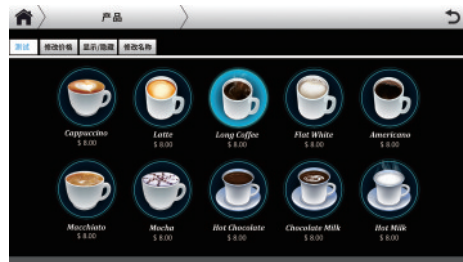 产品
测试 修改价格 显示/隐藏 修改名称
Cappuccino Latte Long Coffee Flat White Americano
$ 8.00 $ 8.00 $ 8.00 $ 8.00 $ 8.00
Macchiato Mocha Hot Chocolate Chocolate Milk Hot Milk
$ 8.00 $ 8.00 $ 8.00 $ 8.00 $ 8.00